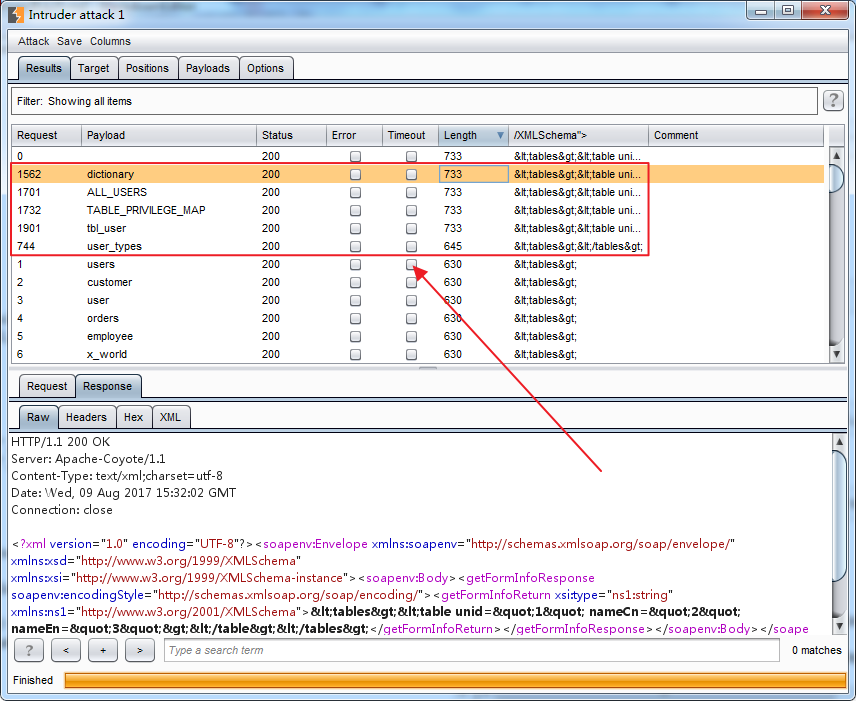 Intruder attack 1
Attack Save Columns
Results Target Positions Payloads Options
Filter: Showing all items ?
Request Payload Status Error Timeout Length /XMLSchema"> Comment
0 200 733 &lt;tables&gt;&lt;table uni...
1562 dictionary 200 733 &lt;tables&gt;&lt;table uni...
1701 ALL_USERS 200 733 &lt;tables&gt;&lt;table uni...
1732 TABLE_PRIVILEGE_MAP 200 733 &lt;tables&gt;&lt;table uni...
1901 tbl_user 200 733 &lt;tables&gt;&lt;table uni...
744 user_types 200 645 &lt;tables&gt;&lt;/tables&gt;
1 users 200 630 &lt;tables&gt;
2 customer 200 630 &lt;tables&gt;
3 user 200 630 &lt;tables&gt;
4 orders 200 630 &lt;tables&gt;
5 employee 200 630 &lt;tables&gt;
6 x_world 200 630 &lt;tables&gt;
Request Response
Raw Headers Hex XML
HTTP/1.1 200 OK
Server: Apache-Coyote/1.1
Content-Type: text/xml;charset=utf-8
Date: Wed, 09 Aug 2017 15:32:02 GMT
Connection: close
<?xml version="1.0" encoding="UTF-8"?><soapenv:Envelope xmlns:soapenv="http://schemas.xmlsoap.org/soap/envelope/"
xmlns:xsd="http://www.w3.org/1999/XMLSchema"
xmlns:xsi="http://www.w3.org/1999/XMLSchema-instance"><soapenv:Body><getFormInfoResponse
soapenv:encodingStyle="http://schemas.xmlsoap.org/soap/encoding/"><getFormInfoReturn xsi:type="ns1:string"
xmlns:ns1="http://www.w3.org/2001/XMLSchema">&lt;tables&gt;&lt;table unid=&quot;1&quot; nameCn=&quot;2&quot;
nameEn=&quot;3&quot;&gt;&lt;/table&gt;&lt;/tables&gt;</getFormInfoReturn></getFormInfoResponse></soapenv:Body></soape
? < + > Type a search term 0 matches
Finished